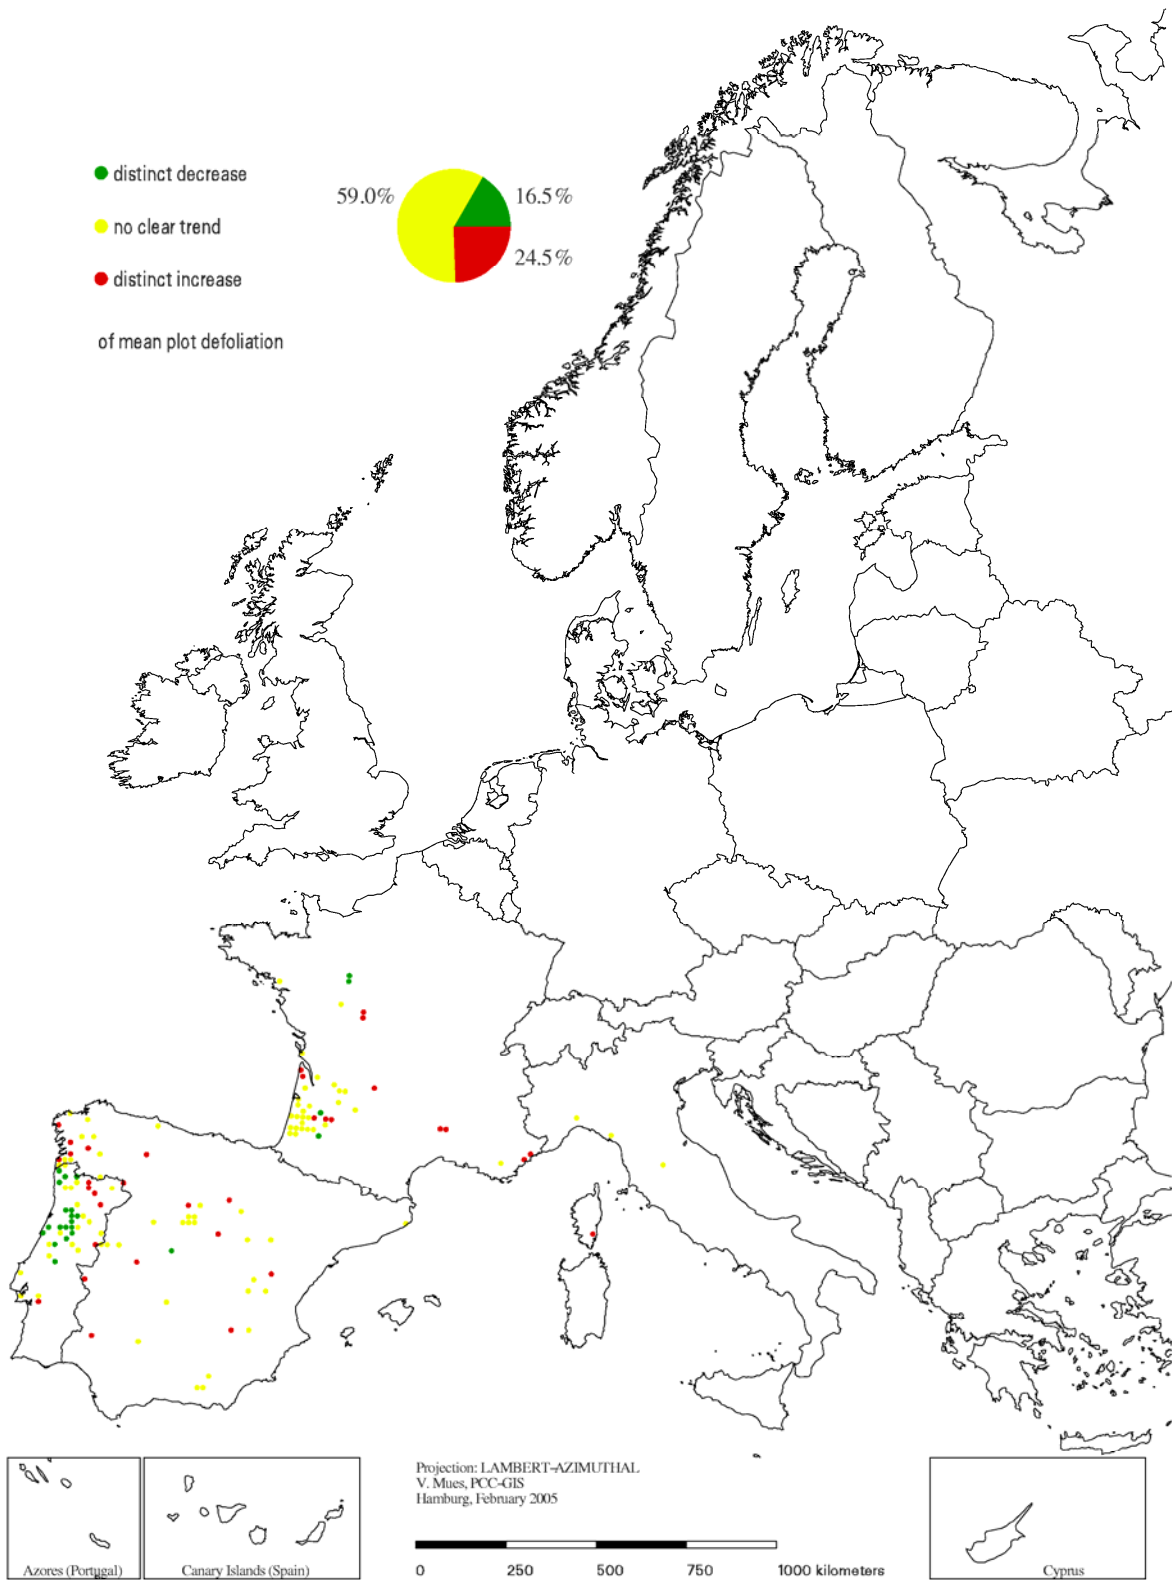 distinct decrease
59.0%
16.5%
no clear trend
24.5%
distinct increase
of mean plot defoliation
Projection: LAMBERT-AZIMUTHAL
V. Mues, PCC-GIS
Hamburg, February 2005
Azores (Portugal)
Canary Islands (Spain)
0 250 500 750 1000 kilometers
Cyprus